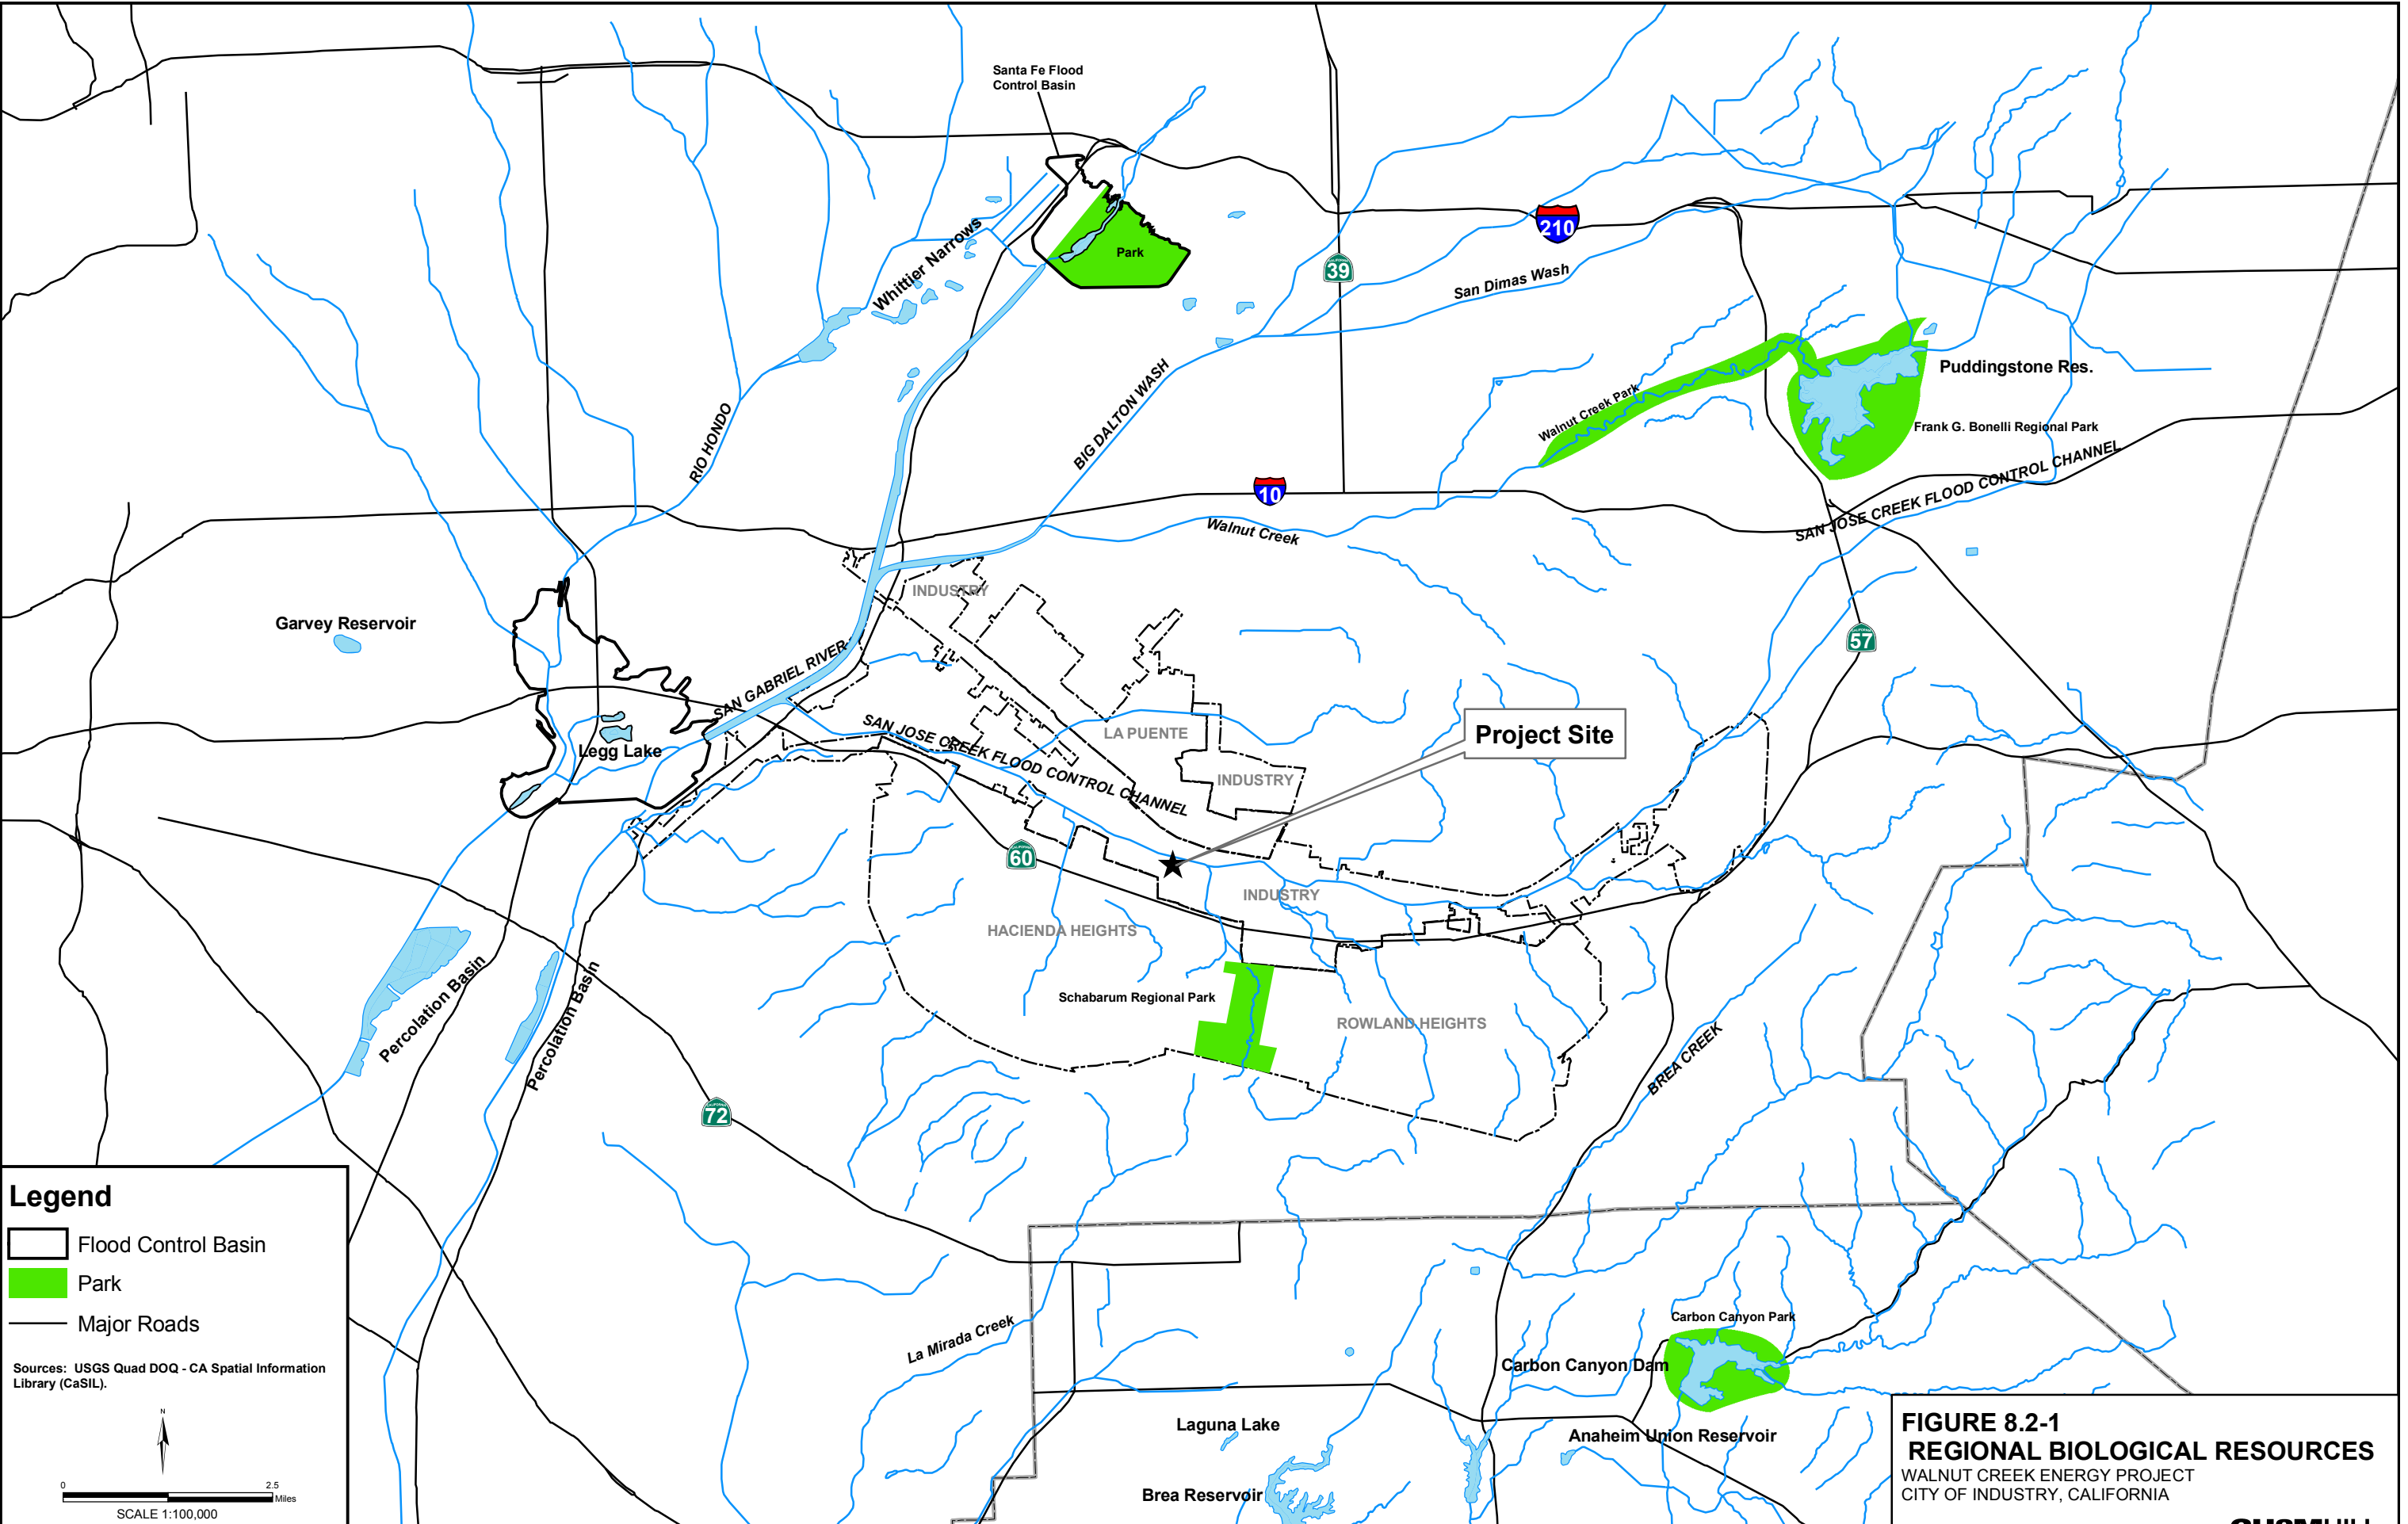 Santa Fe Flood
Control Basin
Park
Whittier Narrows
39
210
San Dimas Wash
Puddingstone Res.
Walnut Creek Park
Frank G. Bonelli Regional Park
RIO HONDO
BIG DALTON WASH
10
Walnut Creek
SAN JOSE CREEK FLOOD CONTROL CHANNEL
INDUSTRY
Garvey Reservoir
57
SAN GABRIEL RIVER
Legg Lake
SAN JOSE CREEK FLOOD CONTROL CHANNEL
LA PUENTE
Project Site
INDUSTRY
60
INDUSTRY
HACIENDA HEIGHTS
Schabarum Regional Park
ROWLAND HEIGHTS
Percolation Basin
Percolation Basin
BREA CREEK
72
La Mirada Creek
Carbon Canyon Park
Carbon Canyon Dam
Laguna Lake
Anaheim Union Reservoir
Brea Reservoir
Legend
Flood Control Basin
Park
Major Roads
Sources: USGS Quad DOQ - CA Spatial Information
Library (CaSIL).
N
0 2.5
Miles
SCALE 1:100,000
FIGURE 8.2-1
REGIONAL BIOLOGICAL RESOURCES
WALNUT CREEK ENERGY PROJECT
CITY OF INDUSTRY, CALIFORNIA